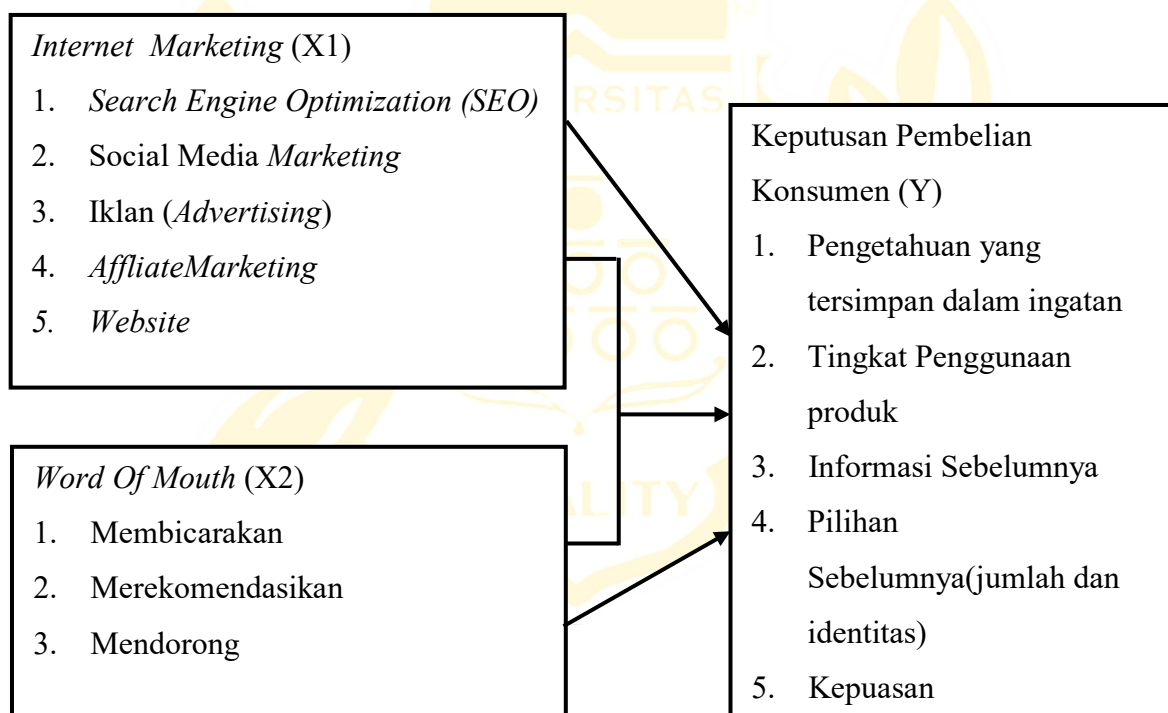 Internet Marketing (X1)
1. Search Engine Optimization (SEO)
2. Social Media Marketing
3. Iklan (Advertising)
4. AffliateMarketing
5. Website
Word Of Mouth (X2)
1. Membicarakan
2. Merekomendasikan
3. Mendorong
Keputusan Pembelian
Konsumen (Y)
1. Pengetahuan yang
tersimpan dalam ingatan
2. Tingkat Penggunaan
produk
3. Informasi Sebelumnya
4. Pilihan
Sebelumnya(jumlah dan
identitas)
5. Kepuasan
RSITAS
ALITY